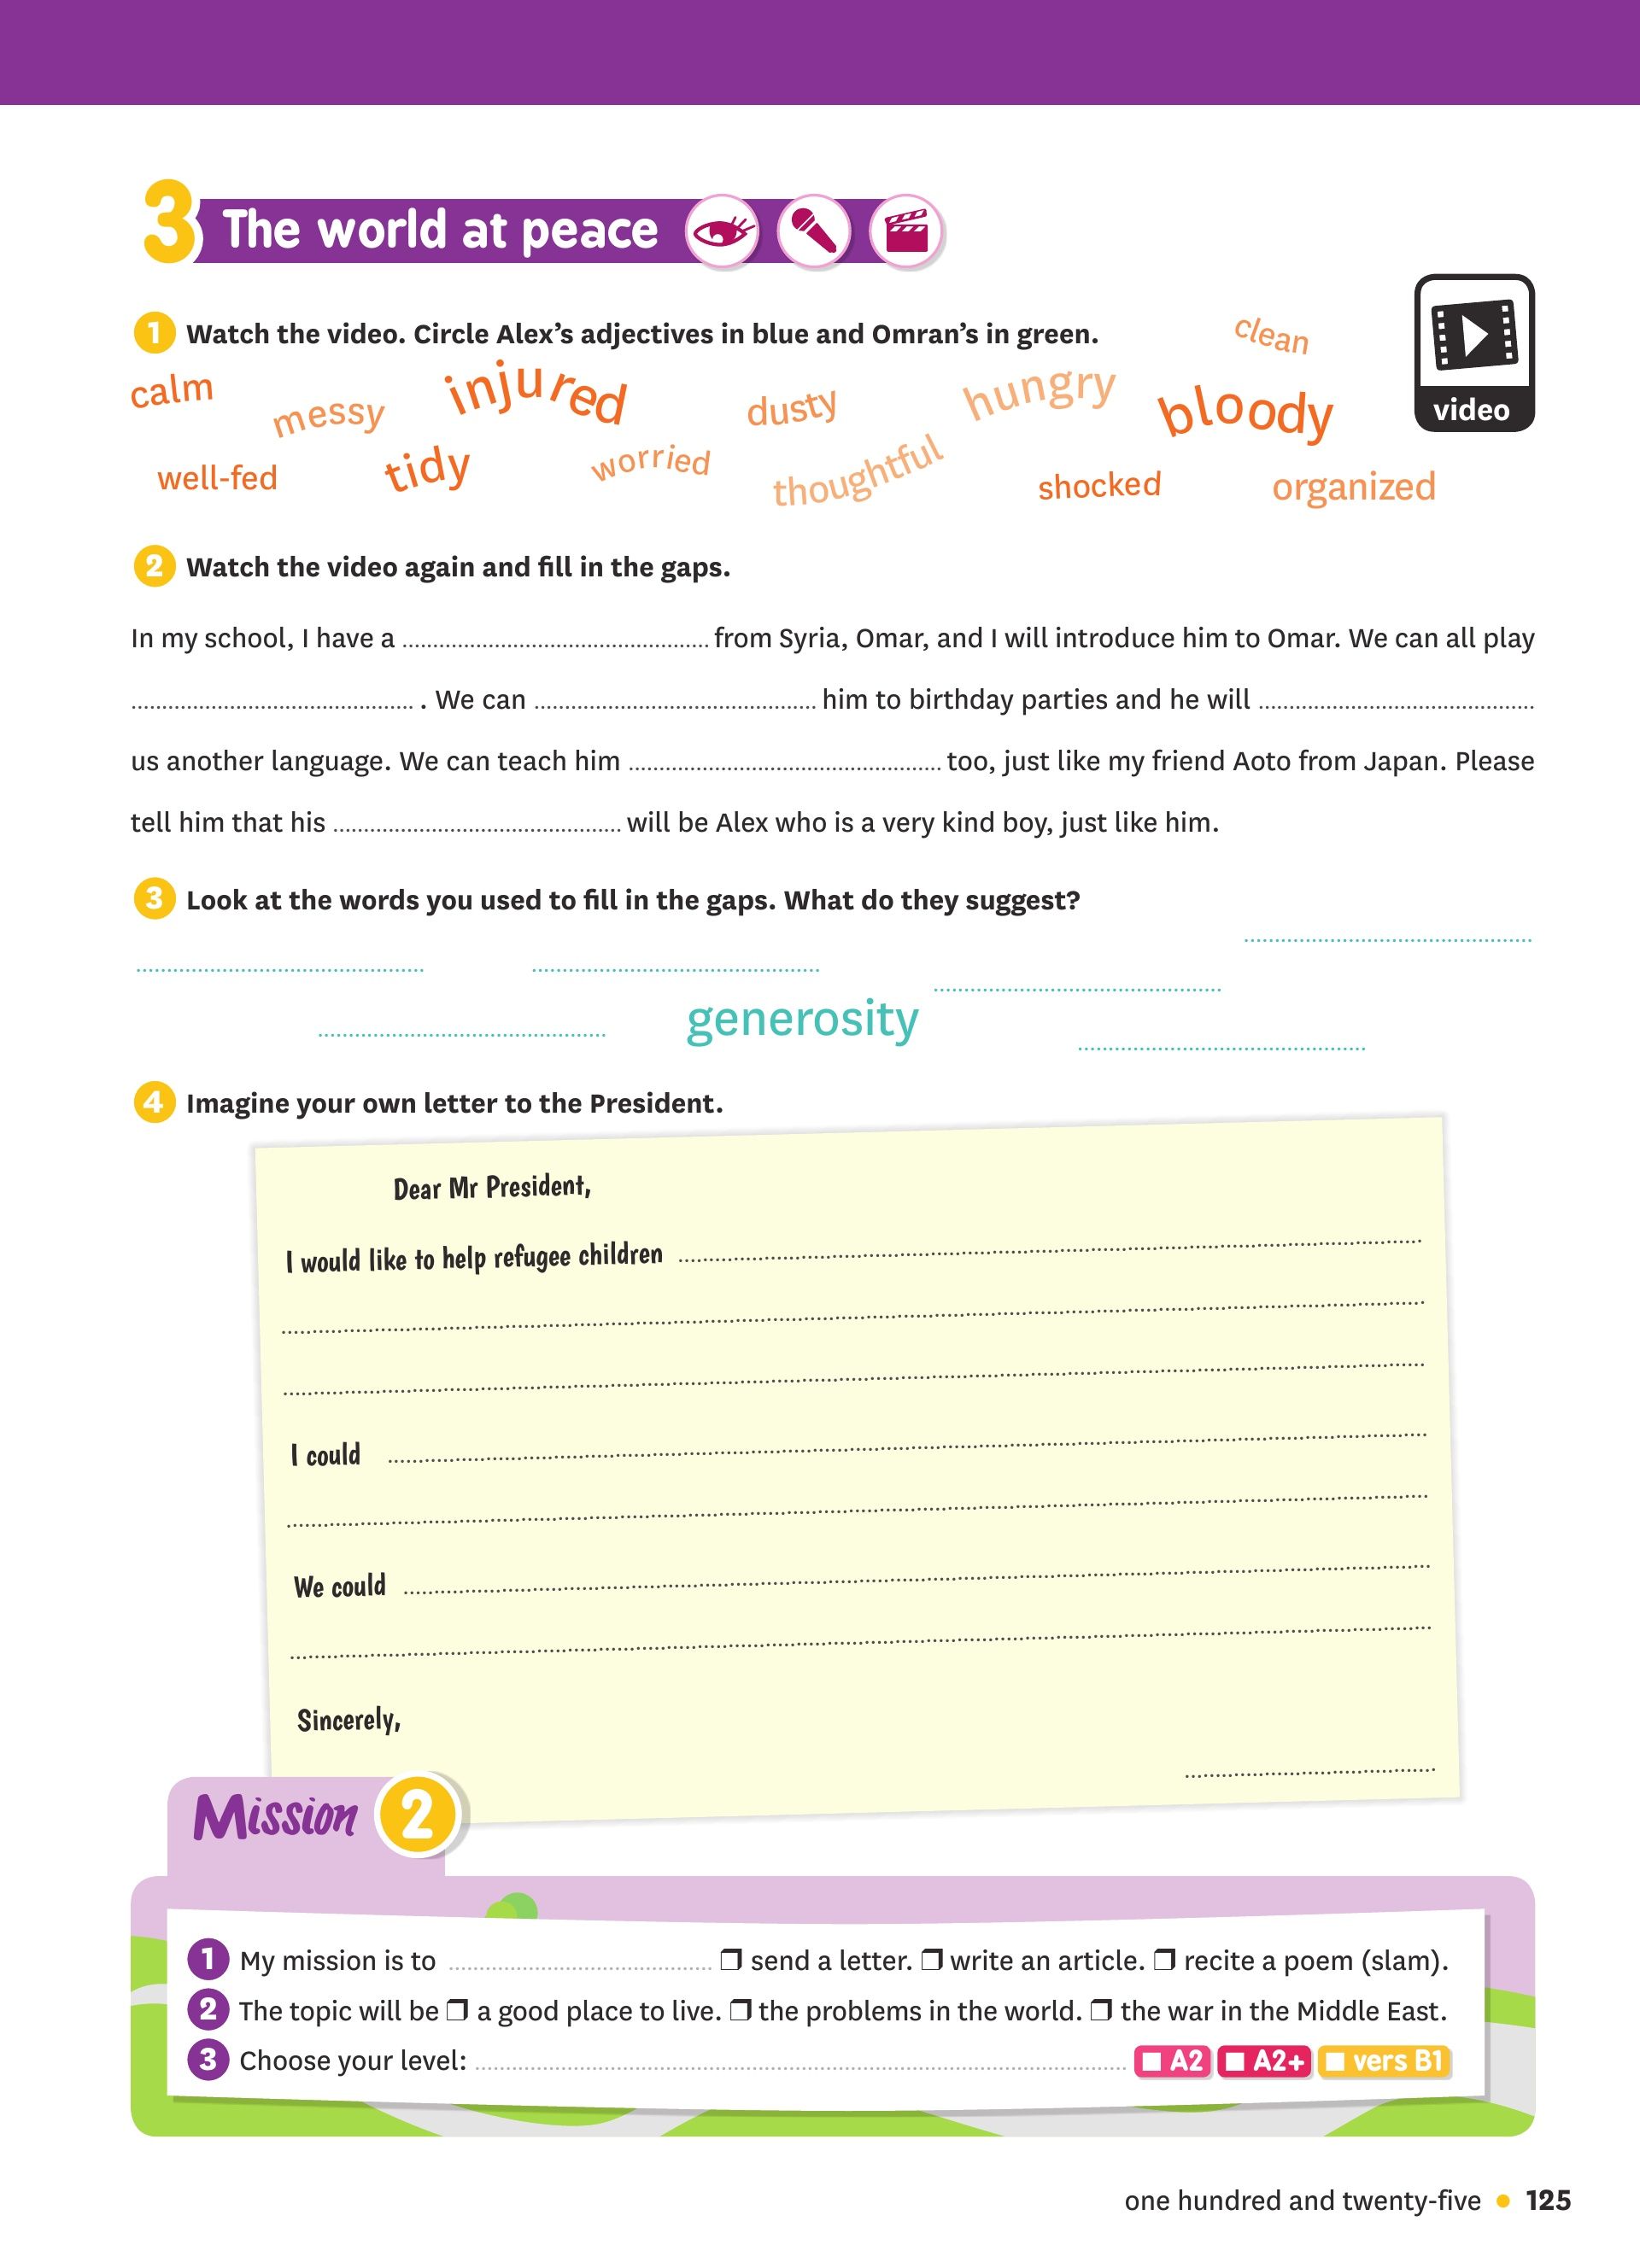 3 The world at peace
1 Watch the video. Circle Alex's adjectives in blue and Omran's in green.
video
clean
calm messy injured dusty hungry bloody
well-fed tidy worried thoughtful shocked organized
2 Watch the video again and fill in the gaps.
In my school, I have a ........ from Syria, Omar, and I will introduce him to Omar. We can all play
........ . We can ........ him to birthday parties and he will ........
us another language. We can teach him ........ too, just like my friend Aoto from Japan. Please
tell him that his ........ will be Alex who is a very kind boy, just like him.
3 Look at the words you used to fill in the gaps. What do they suggest?
generosity
4 Imagine your own letter to the President.
Dear Mr President,
I would like to help refugee children ........
I could ........
We could ........
Sincerely,
Mission 2
1 My mission is to ........ ❒ send a letter. ❒ write an article. ❒ recite a poem (slam).
2 The topic will be ❒ a good place to live. ❒ the problems in the world. ❒ the war in the Middle East.
3 Choose your level: ........ ■ A2 ■ A2+ ■ vers B1
one hundred and twenty-five • 125